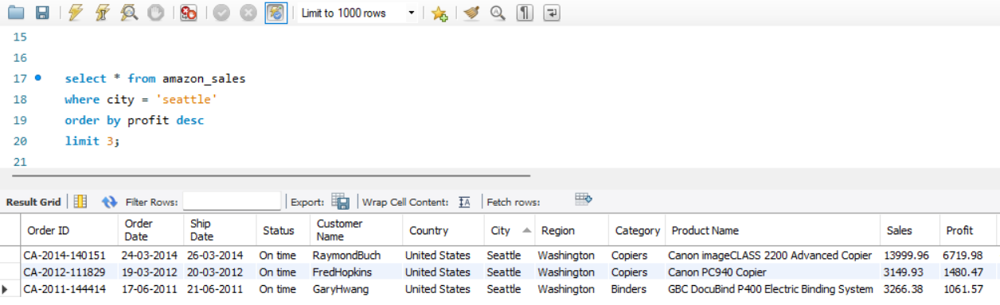 Limit to 1000 rows
15
16
17 select * from amazon_sales
18 where city = 'seattle'
19 order by profit desc
20 limit 3;
21
Result Grid Filter Rows: Export: Wrap Cell Content: Fetch rows:
Order ID Order Date Ship Date Status Customer Name Country City Region Category Product Name Sales Profit
CA-2014-140151 24-03-2014 26-03-2014 On time RaymondBuch United States Seattle Washington Copiers Canon imageCLASS 2200 Advanced Copier 13999.96 6719.98
CA-2012-111829 19-03-2012 20-03-2012 On time FredHopkins United States Seattle Washington Copiers Canon PC940 Copier 3149.93 1480.47
CA-2011-144414 17-06-2011 21-06-2011 On time GaryHwang United States Seattle Washington Binders GBC DocuBind P400 Electric Binding System 3266.38 1061.57